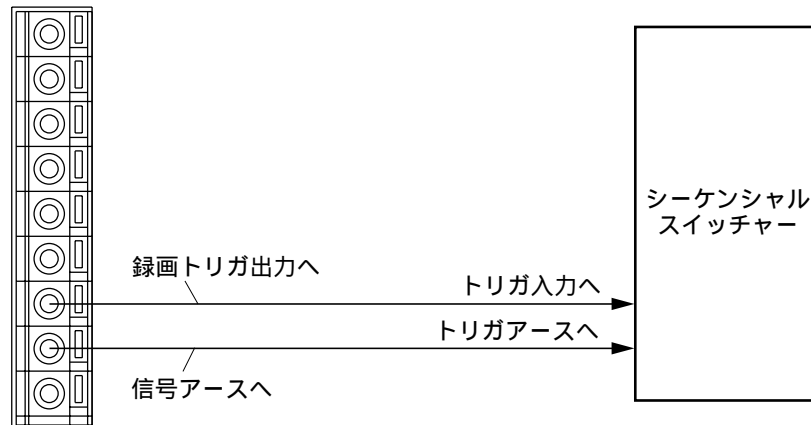 シーケンシャル
スイッチャー
録画トリガ出力へ
トリガ入力へ
トリガアースへ
信号アースへ